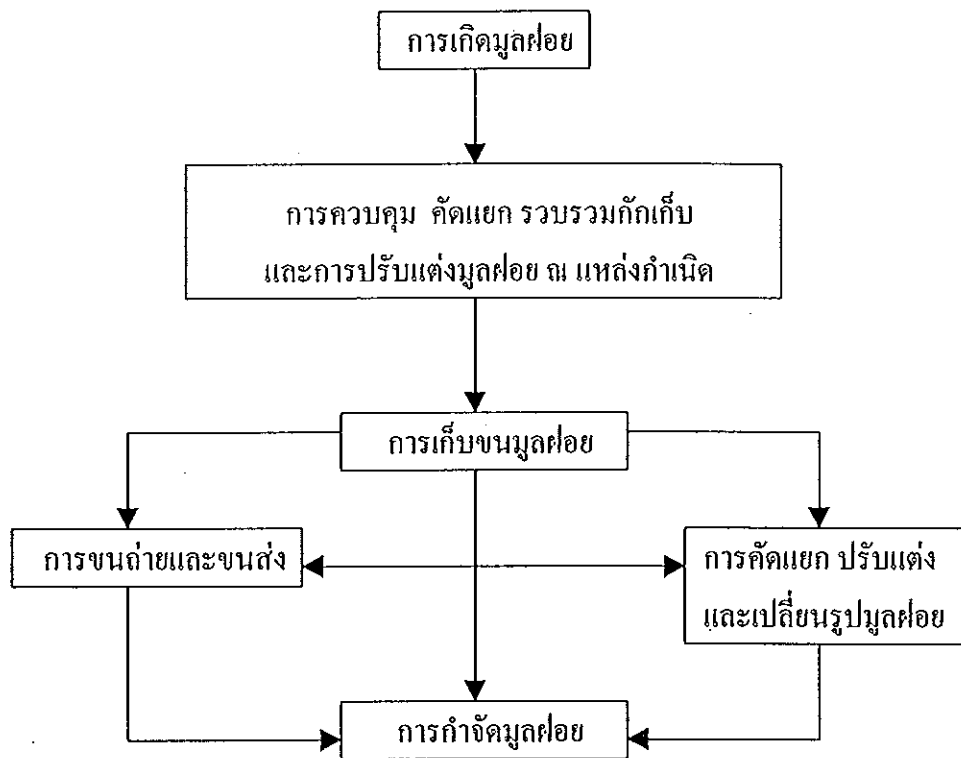 การเกิดมูลฝอย
การควบคุม คัดแยก รวบรวมกักเก็บ
และการปรับแต่งมูลฝอย ณ แหล่งกำเนิด
การเก็บขนมูลฝอย
การขนถ่ายและขนส่ง
การคัดแยก ปรับแต่ง
และเปลี่ยนรูปมูลฝอย
การกำจัดมูลฝอย